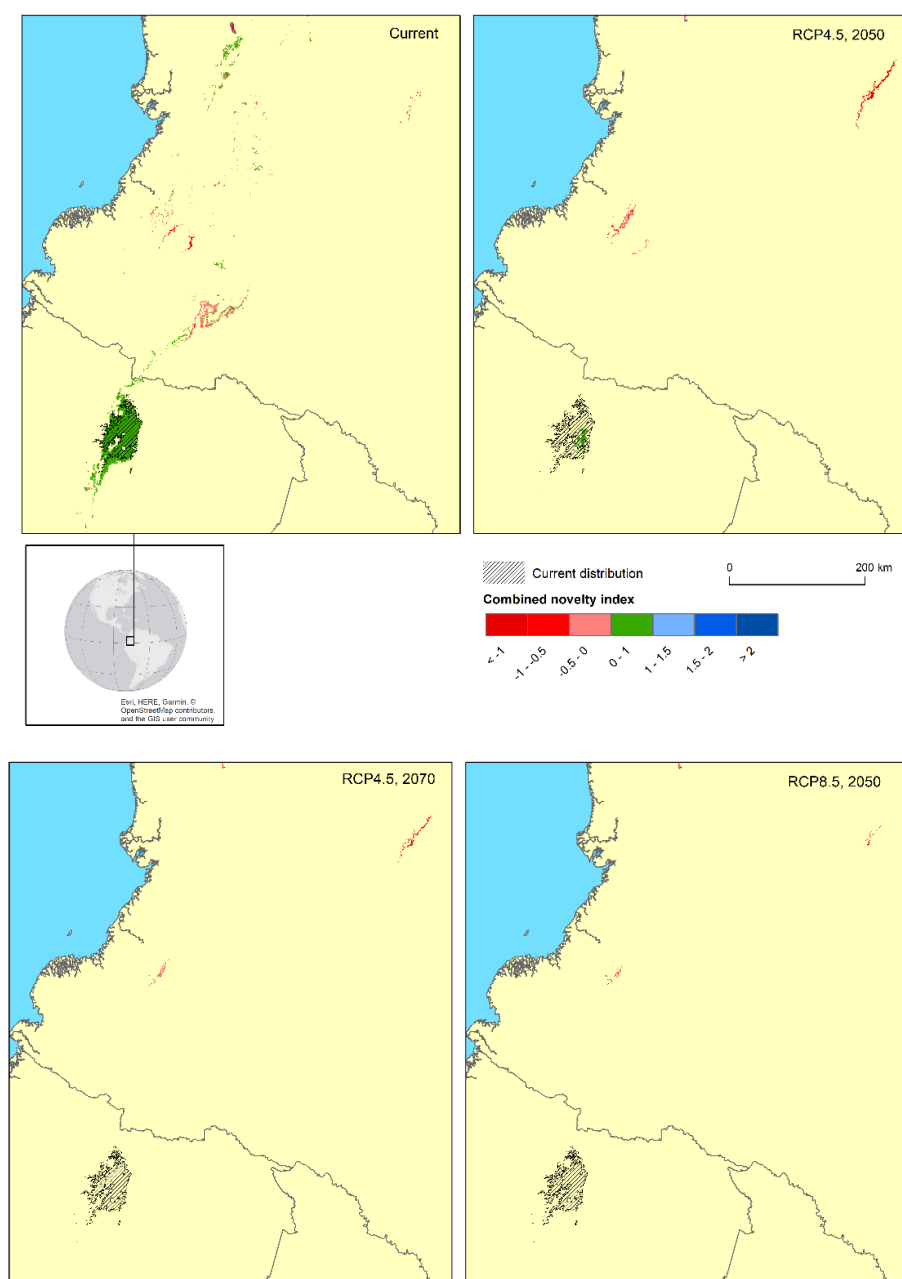 Current
RCP4.5, 2050
Current distribution
0
200 km
Combined novelty index
< -1
-1 - -0.5
-0.5 - 0
0 - 1
1 - 1.5
1.5 - 2
> 2
Esri, HERE, Garmin, ©
OpenStreetMap contributors,
and the GIS user community
RCP4.5, 2070
RCP8.5, 2050